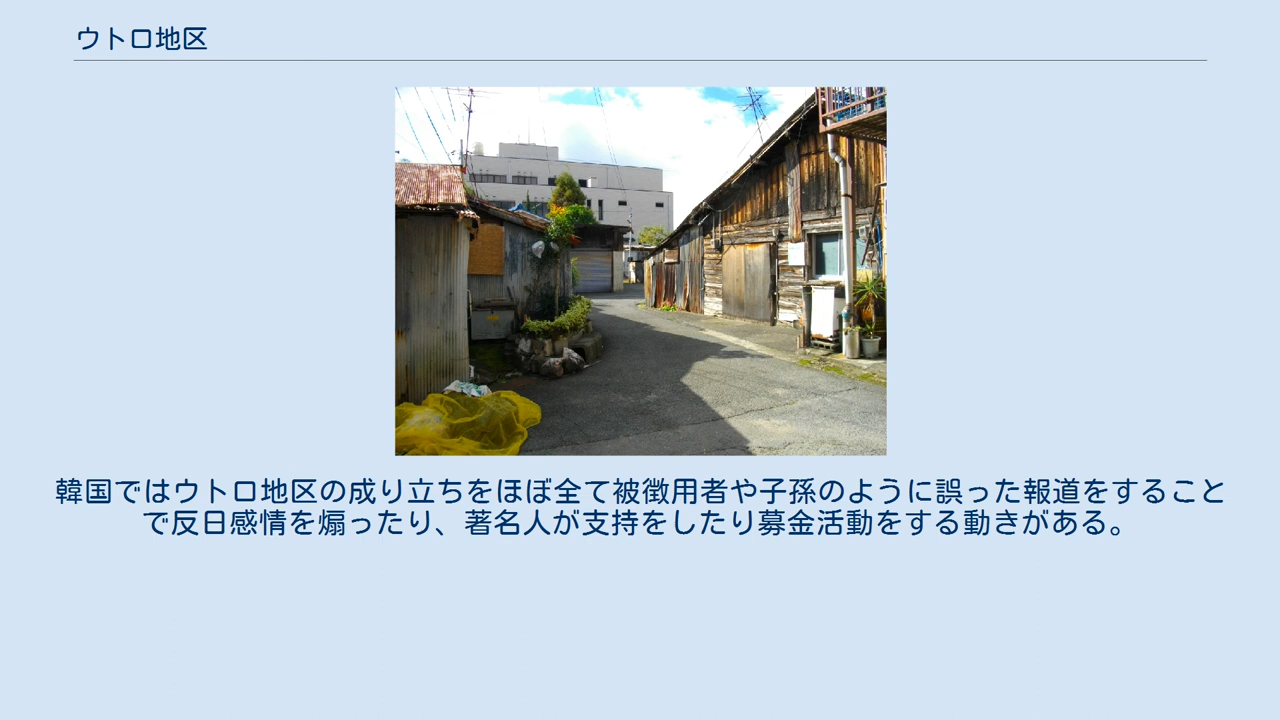 ウトロ地区
韓国ではウトロ地区の成り立ちをほぼ全て被徴用者や子孫のように誤った報道をすること
で反日感情を煽ったり、著名人が支持をしたり募金活動をする動きがある。